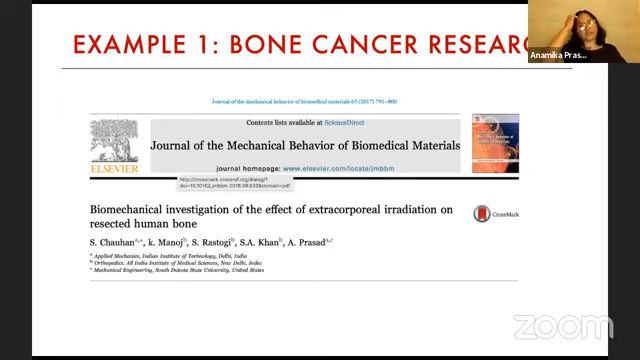 EXAMPLE 1: BONE CANCER RESEARC
Anamika Pras...
Journal of the mechanical behavior of biomedical materials 65 (2017) 791–800
Contents lists available at ScienceDirect
Journal of the Mechanical Behavior of Biomedical Materials
journal homepage: www.elsevier.com/locate/jmbbm
ELSEVIER
http://crossmark.crossref.org/dialog/?
doi=10.1016/j.jmbbm.2016.09.032&domain=pdf
Biomechanical investigation of the effect of extracorporeal irradiation on
resected human bone
CrossMark
S. Chauhan a,*, k. Manoj b, S. Rastogi b, S.A. Khan b, A. Prasad a,c
a Applied Mechanics, Indian Institute of Technology, Delhi, India
b Orthopedics, All India Institute of Medical Sciences, New Delhi, India
c Mechanical Engineering, South Dakota State University, United States
zoom